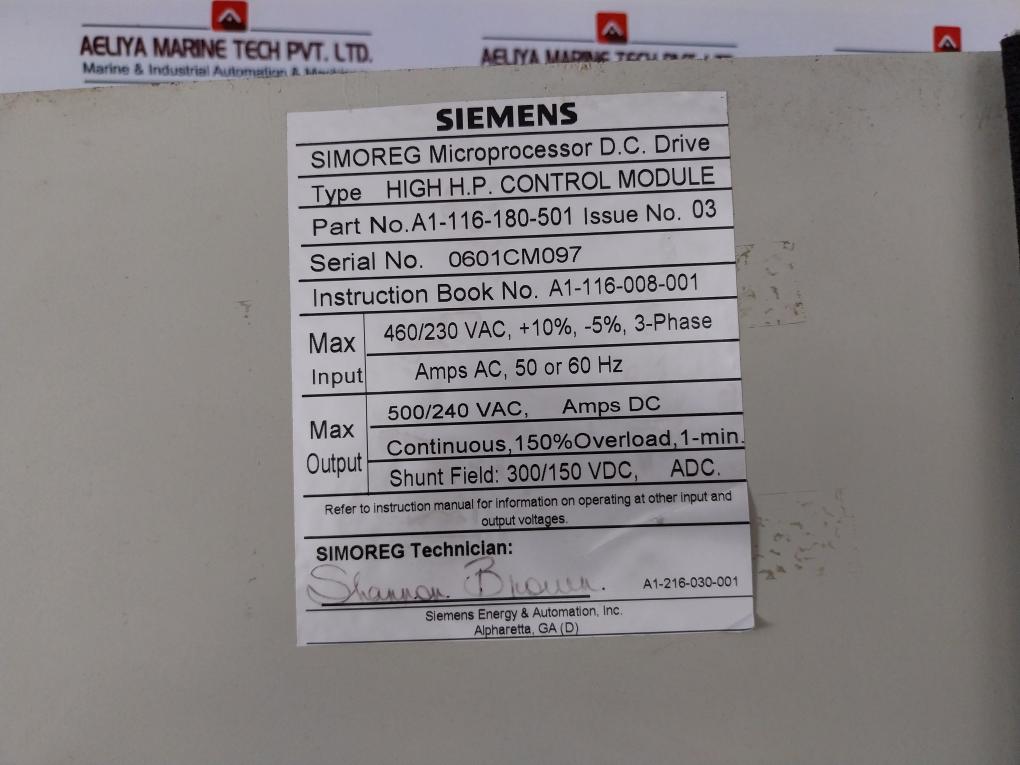 AELIYA MARINE TECH PVT. LTD.
Marine & Industrial Automation &
AELIYA MARINE
SIEMENS
SIMOREG Microprocessor D.C. Drive
Type HIGH H.P. CONTROL MODULE
Part No.A1-116-180-501 Issue No. 03
Serial No. 0601CM097
Instruction Book No. A1-116-008-001
Max Input
460/230 VAC, +10%, -5%, 3-Phase
Amps AC, 50 or 60 Hz
Max Output
500/240 VAC, Amps DC
Continuous,150%Overload,1-min.
Shunt Field: 300/150 VDC, ADC.
Refer to instruction manual for information on operating at other input and
output voltages.
SIMOREG Technician:
Shannon Brown.
A1-216-030-001
Siemens Energy & Automation, Inc.
Alpharetta, GA (D)